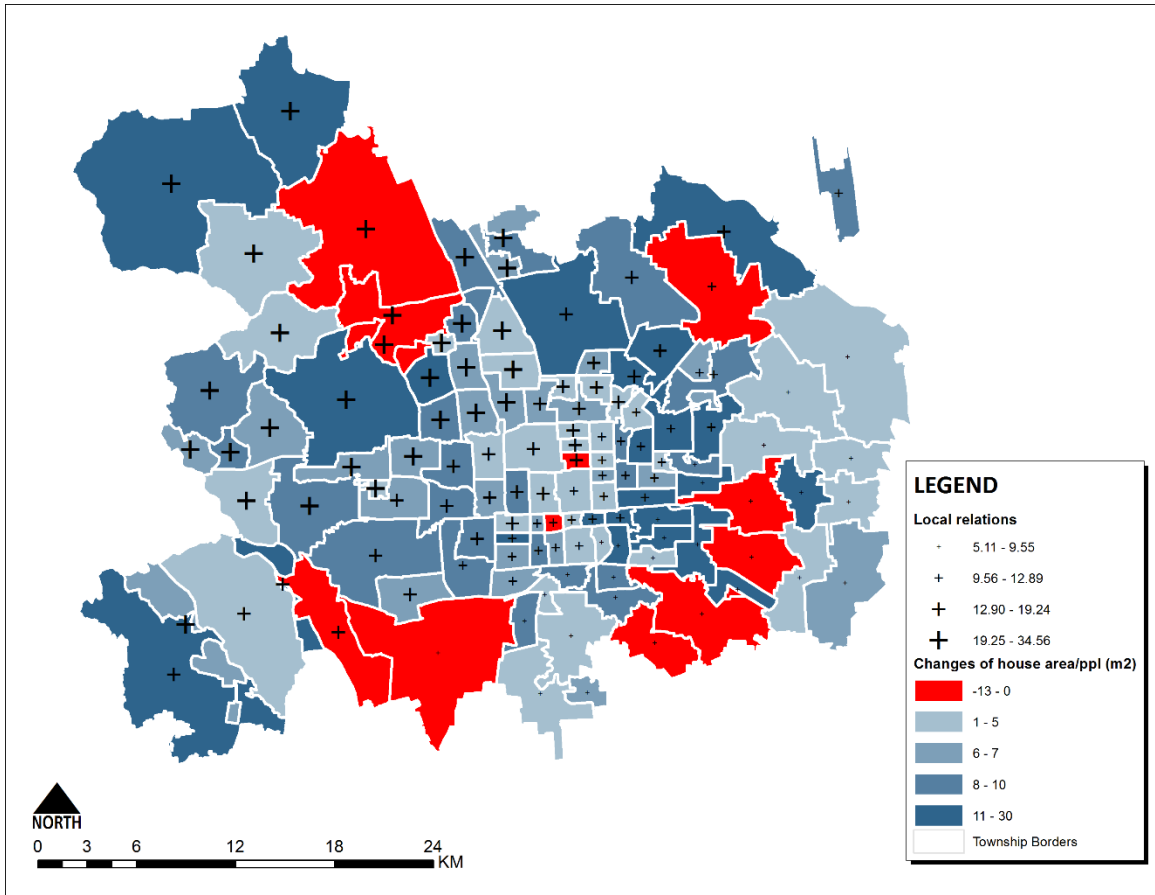 LEGEND
Local relations
5.11 - 9.55
9.56 - 12.89
12.90 - 19.24
19.25 - 34.56
Changes of house area/ppl (m2)
-13 - 0
1 - 5
6 - 7
8 - 10
11 - 30
Township Borders
NORTH
0 3 6 12 18 24
KM